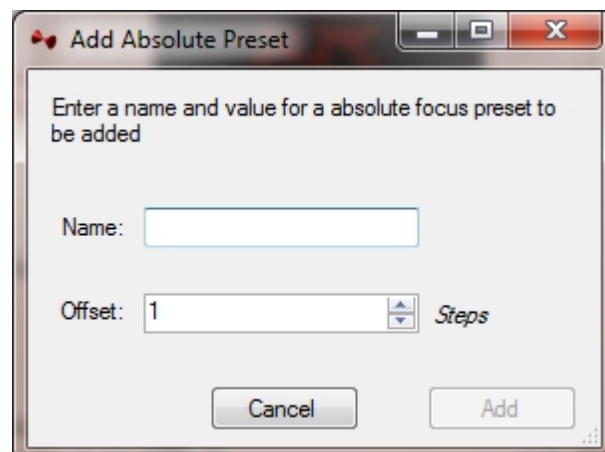 Add Absolute Preset
Enter a name and value for a absolute focus preset to
be added
Name:
Offset: 1 Steps
Cancel Add